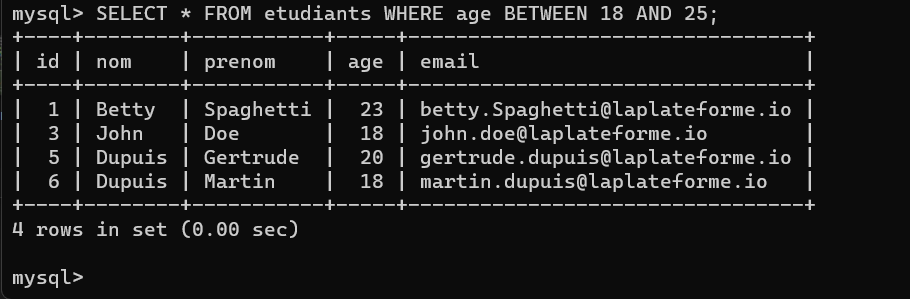 mysql> SELECT * FROM etudiants WHERE age BETWEEN 18 AND 25;
+----+--------+-----------+-----+---------------------------------+
| id | nom    | prenom    | age | email                           |
+----+--------+-----------+-----+---------------------------------+
|  1 | Betty  | Spaghetti |  23 | betty.Spaghetti@laplateforme.io |
|  3 | John   | Doe       |  18 | john.doe@laplateforme.io        |
|  5 | Dupuis | Gertrude  |  20 | gertrude.dupuis@laplateforme.io |
|  6 | Dupuis | Martin    |  18 | martin.dupuis@laplateforme.io   |
+----+--------+-----------+-----+---------------------------------+
4 rows in set (0.00 sec)
mysql>